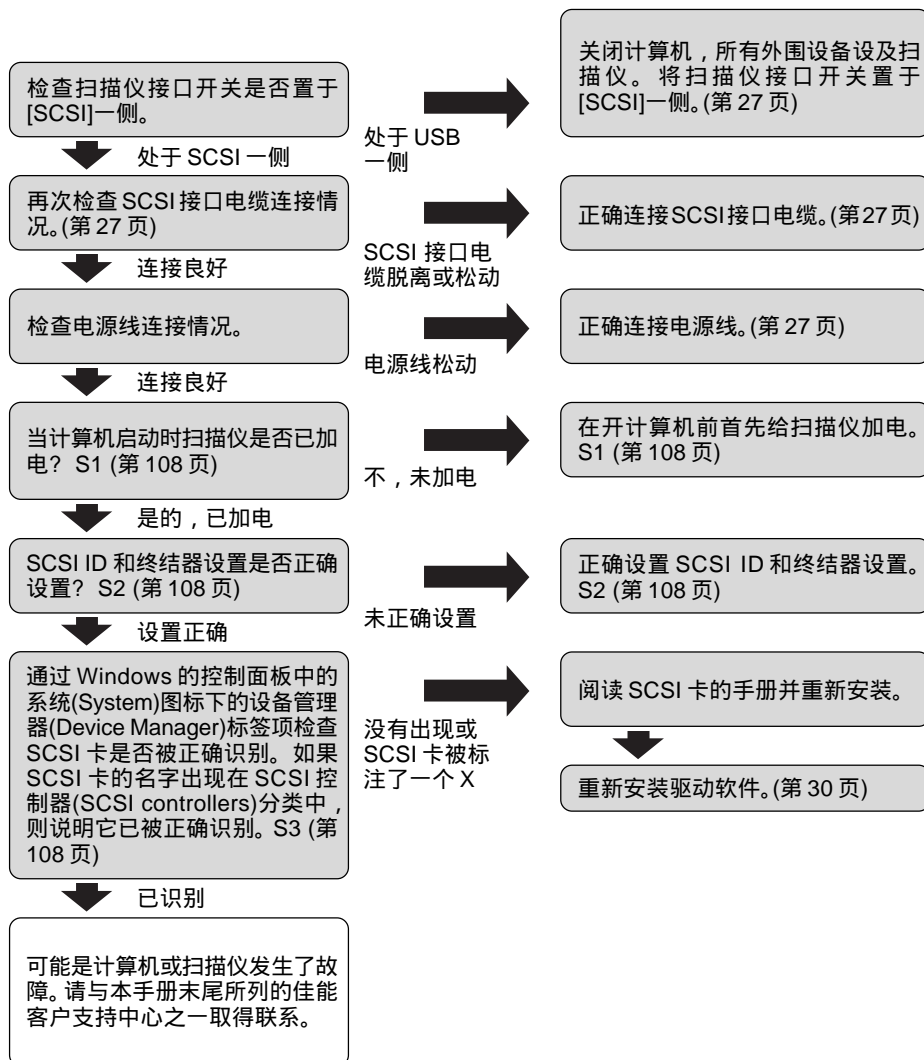 检查扫描仪接口开关是否置于
[SCSI]一侧。
处于 USB
一侧
关闭计算机，所有外围设备设及扫
描仪。将扫描仪接口开关置于
[SCSI]一侧。(第 27 页)
处于 SCSI 一侧
再次检查 SCSI 接口电缆连接情
况。(第 27 页)
SCSI 接口电
缆脱离或松动
正确连接SCSI接口电缆。(第27页)
连接良好
检查电源线连接情况。
电源线松动
正确连接电源线。(第 27 页)
连接良好
当计算机启动时扫描仪是否已加
电？ S1 (第 108 页)
不，未加电
在开计算机前首先给扫描仪加电。
S1 (第 108 页)
是的，已加电
SCSI ID 和终结器设置是否正确
设置？ S2 (第 108 页)
未正确设置
正确设置 SCSI ID 和终结器设置。
S2 (第 108 页)
设置正确
通过 Windows 的控制面板中的
系统(System)图标下的设备管理
器(Device Manager)标签项检查
SCSI 卡是否被正确识别。如果
SCSI 卡的名字出现在 SCSI 控
制器(SCSI controllers)分类中，
则说明它已被正确识别。S3 (第
108 页)
没有出现或
SCSI 卡被标
注了一个 X
阅读 SCSI 卡的手册并重新安装。
重新安装驱动软件。(第 30 页)
已识别
可能是计算机或扫描仪发生了故
障。请与本手册末尾所列的佳能
客户支持中心之一取得联系。